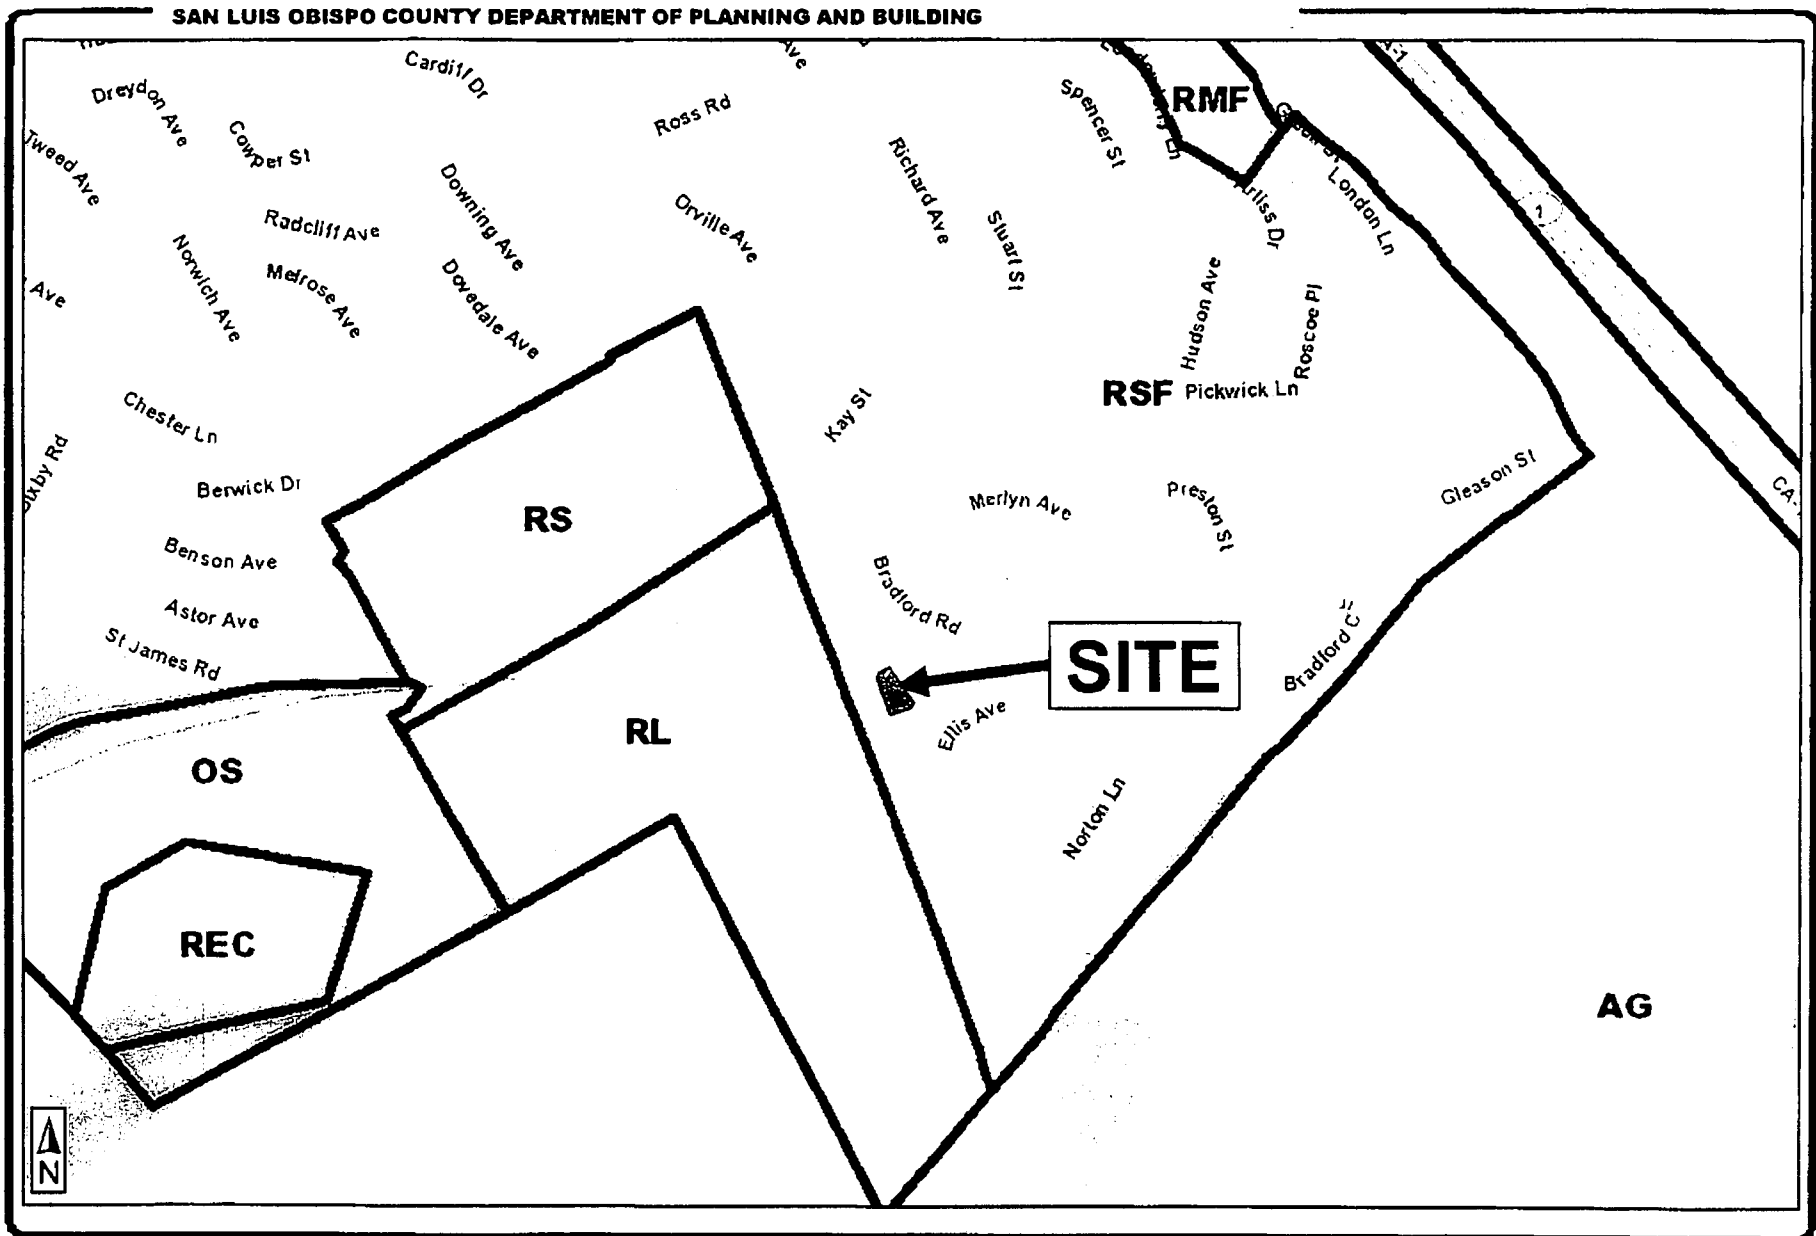 SAN LUIS OBISPO COUNTY DEPARTMENT OF PLANNING AND BUILDING
Cardiff Dr
Ave
Dreydon Ave
Ross Rd
Spencer St
RMF
Cowper St
Tweed Ave
Richard Ave
Downing Ave
London Ln
Arliss Dr
Orville Ave
Radcliff Ave
Stuart St
1
Norwich Ave
Melrose Ave
Dovedale Ave
Ave
Hudson Ave
Roscoe Pl
RSF
Pickwick Ln
Kay St
Chester Ln
Rd
Berwick Dr
Gleason St
CA-
RS
Merlyn Ave
Preston St
Benson Ave
Bradford Rd
Astor Ave
St James Rd
Bradford C
SITE
Ellis Ave
RL
OS
Norton Ln
REC
AG
N